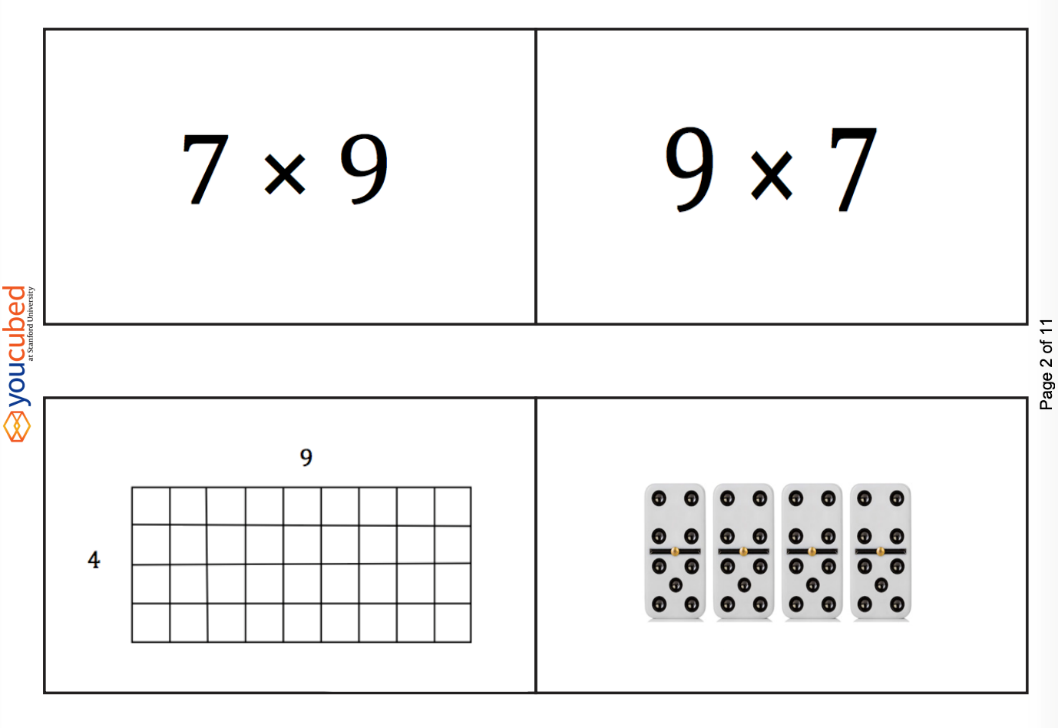 7 × 9
9 × 7
youcubed
at Stanford University
Page 2 of 11
9
4